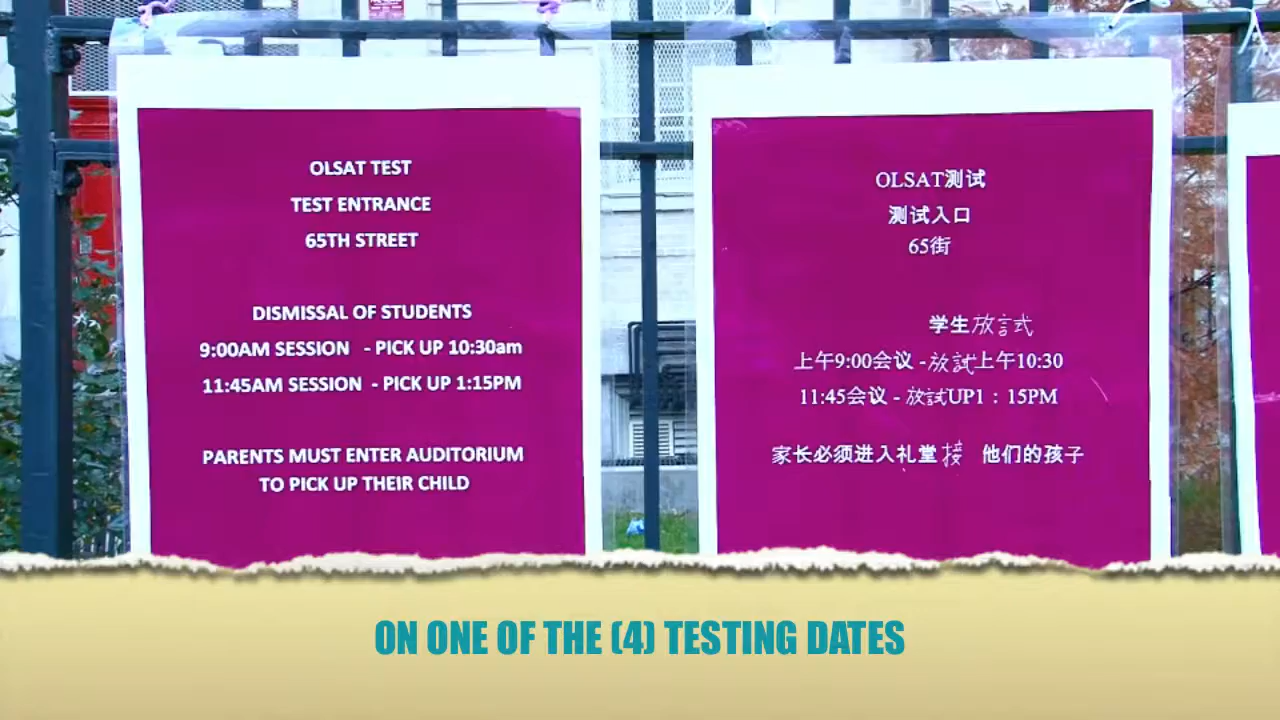 OLSAT TEST
TEST ENTRANCE
65TH STREET
DISMISSAL OF STUDENTS
9:00AM SESSION - PICK UP 10:30am
11:45AM SESSION - PICK UP 1:15PM
PARENTS MUST ENTER AUDITORIUM
TO PICK UP THEIR CHILD
OLSAT测试
测试入口
65街
学生放試
上午9:00会议 -放試上午10:30
11:45会议 - 放試UP1：15PM
家长必须进入礼堂接 他们的孩子
ON ONE OF THE (4) TESTING DATES